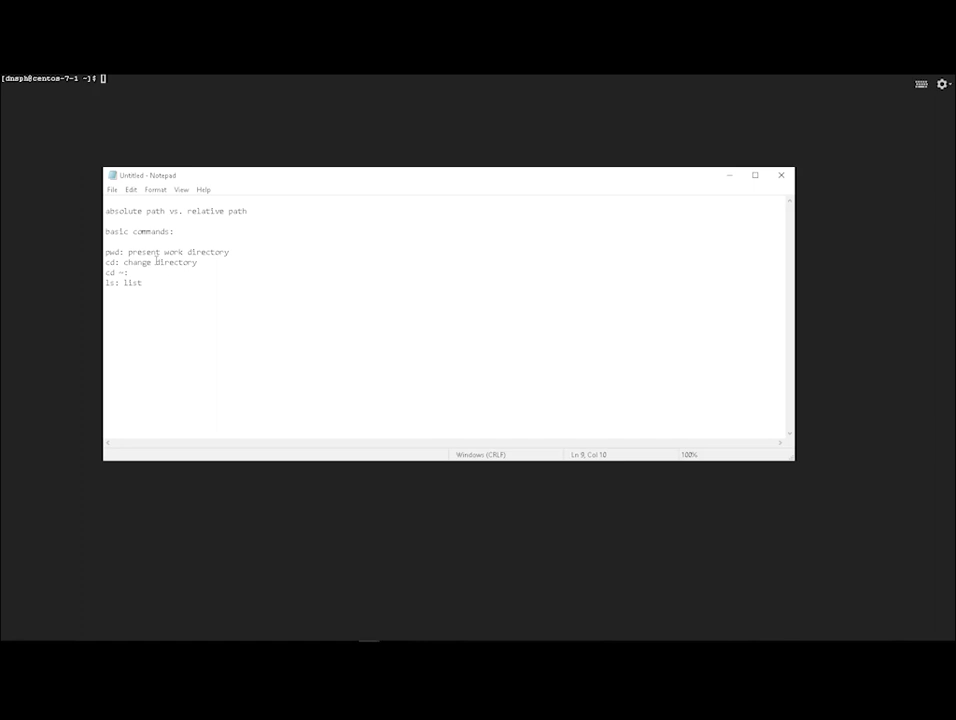 [dnsph@centos-7-1 ~]$
Untitled - Notepad
File Edit Format View Help
absolute path vs. relative path
basic commands:
pwd: present work directory
cd: change directory
cd ~:
ls: list
Windows (CRLF) Ln 9, Col 10 100%